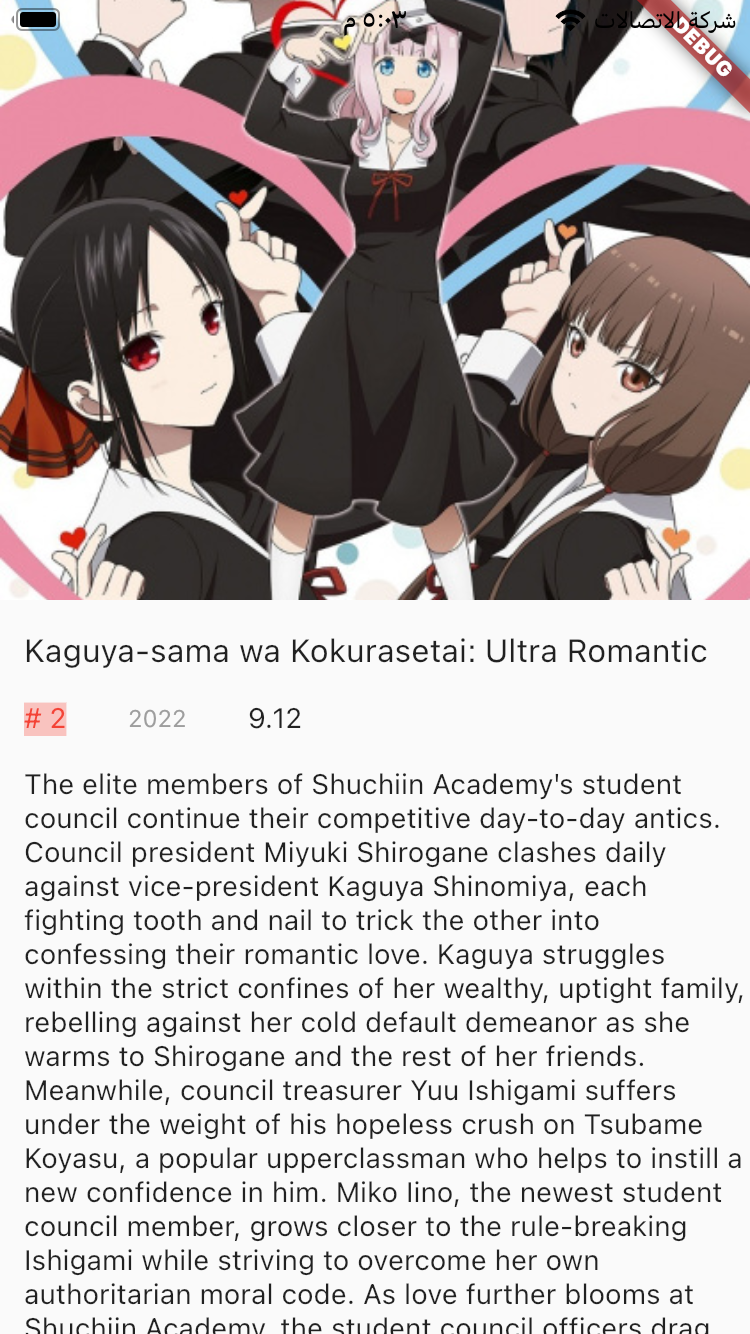 شركة الاتصالات
٥:٠٣ م
DEBUG
Kaguya-sama wa Kokurasetai: Ultra Romantic
# 2 2022 9.12
The elite members of Shuchiin Academy's student
council continue their competitive day-to-day antics.
Council president Miyuki Shirogane clashes daily
against vice-president Kaguya Shinomiya, each
fighting tooth and nail to trick the other into
confessing their romantic love. Kaguya struggles
within the strict confines of her wealthy, uptight family,
rebelling against her cold default demeanor as she
warms to Shirogane and the rest of her friends.
Meanwhile, council treasurer Yuu Ishigami suffers
under the weight of his hopeless crush on Tsubame
Koyasu, a popular upperclassman who helps to instill a
new confidence in him. Miko Iino, the newest student
council member, grows closer to the rule-breaking
Ishigami while striving to overcome her own
authoritarian moral code. As love further blooms at
Shuchiin Academy, the student council officers drag